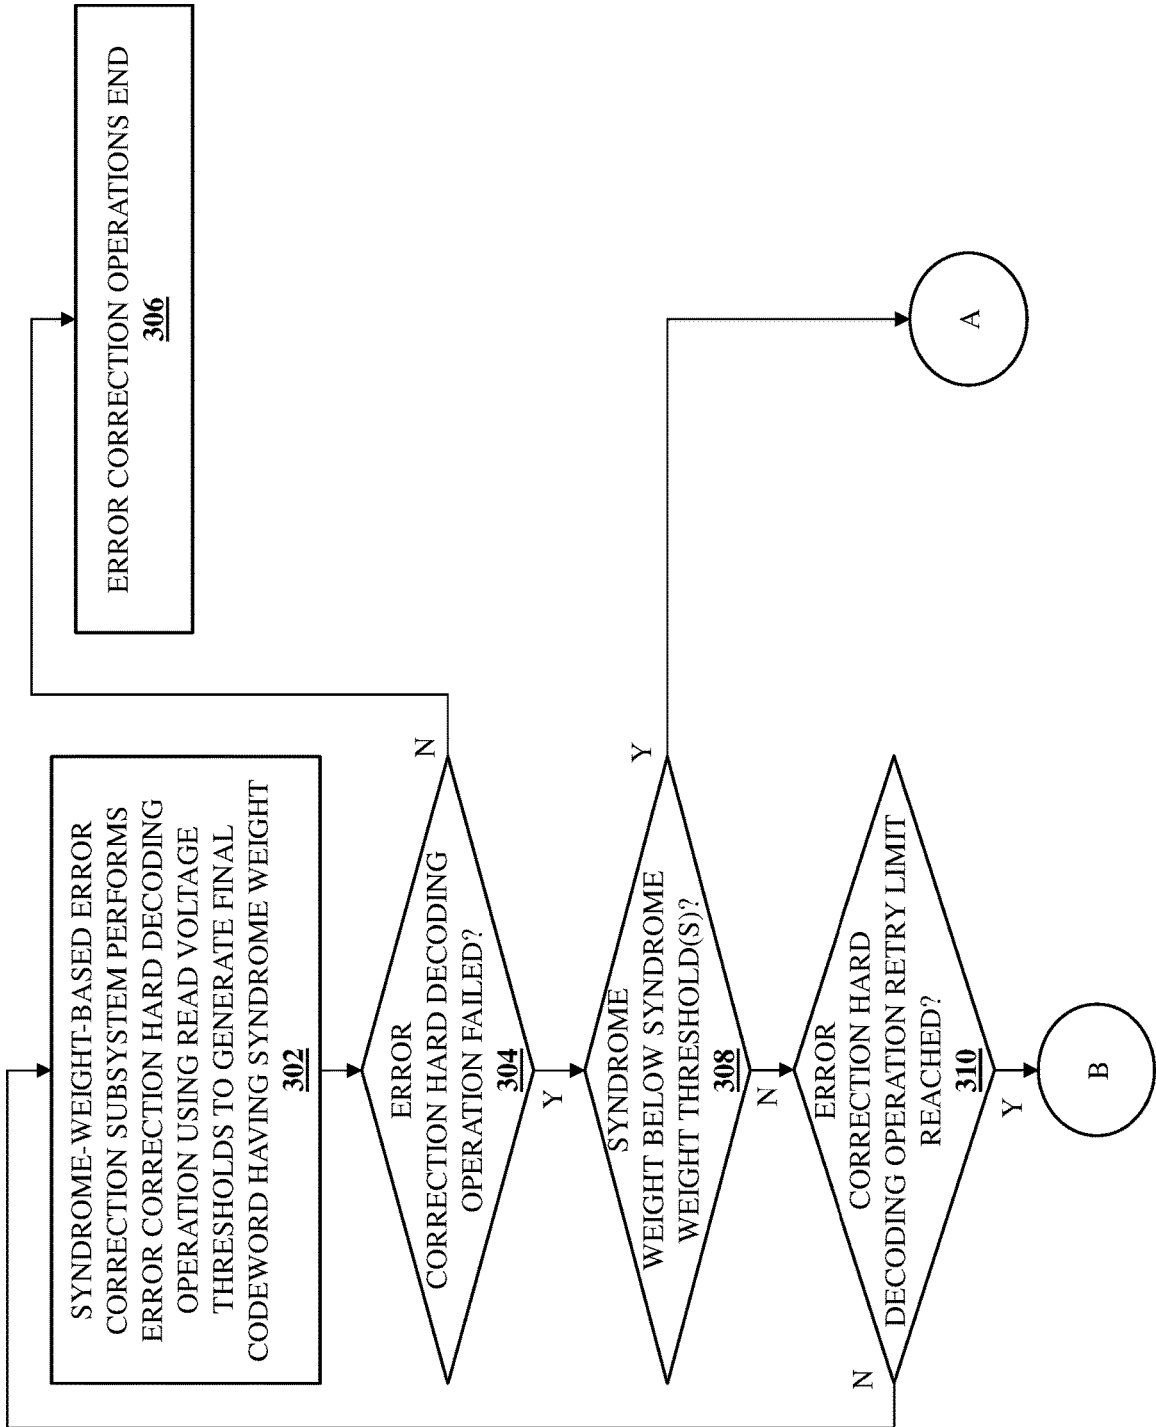 SYNDROME-WEIGHT-BASED ERROR
CORRECTION SUBSYSTEM PERFORMS
ERROR CORRECTION HARD DECODING
OPERATION USING READ VOLTAGE
THRESHOLDS TO GENERATE FINAL
CODEWORD HAVING SYNDROME WEIGHT
302
ERROR
CORRECTION HARD DECODING
OPERATION FAILED?
304
N
Y
ERROR CORRECTION OPERATIONS END
306
SYNDROME
WEIGHT BELOW SYNDROME
WEIGHT THRESHOLD(S)?
308
Y
N
A
ERROR
CORRECTION HARD
DECODING OPERATION RETRY LIMIT
REACHED?
310
N
Y
B